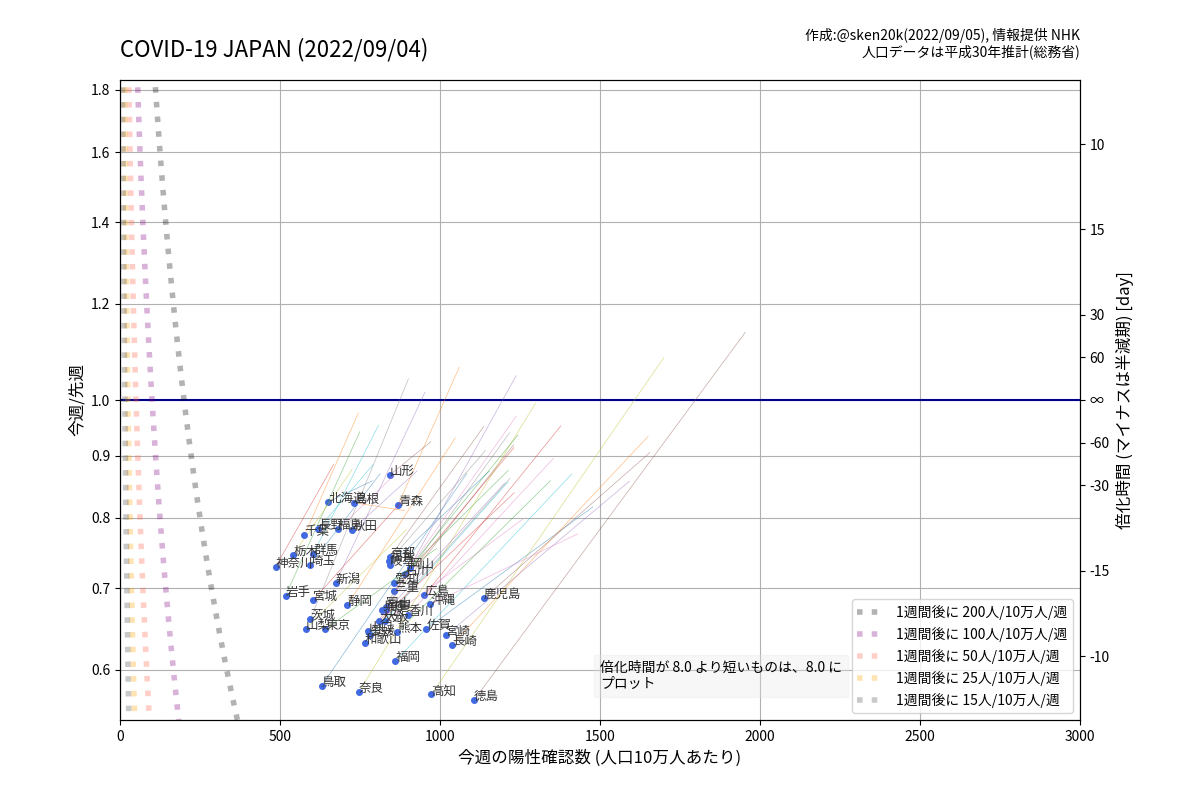 COVID-19 JAPAN (2022/09/04)
作成:@sken20k(2022/09/05), 情報提供 NHK
人口データは平成30年推計(総務省)
今週/先週
1.8
1.6
1.4
1.2
1.0
0.9
0.8
0.7
0.6
10
15
30
60
∞
-60
-30
-15
-10
倍化時間 (マイナスは半減期) [day]
山形
北海道
島根
青森
長野
福島
秋田
千葉
栃木
群馬
神奈川
埼玉
京都
岡山
石川
新潟
愛知
三重
岩手
宮城
静岡
広島
沖縄
鹿児島
茨城
香川
山梨
東京
熊本
佐賀
宮崎
長崎
和歌山
福岡
鳥取
奈良
高知
徳島
倍化時間が 8.0 より短いものは、8.0 に
プロット
1週間後に 200人/10万人/週
1週間後に 100人/10万人/週
1週間後に 50人/10万人/週
1週間後に 25人/10万人/週
1週間後に 15人/10万人/週
0
500
1000
1500
2000
2500
3000
今週の陽性確認数 (人口10万人あたり)